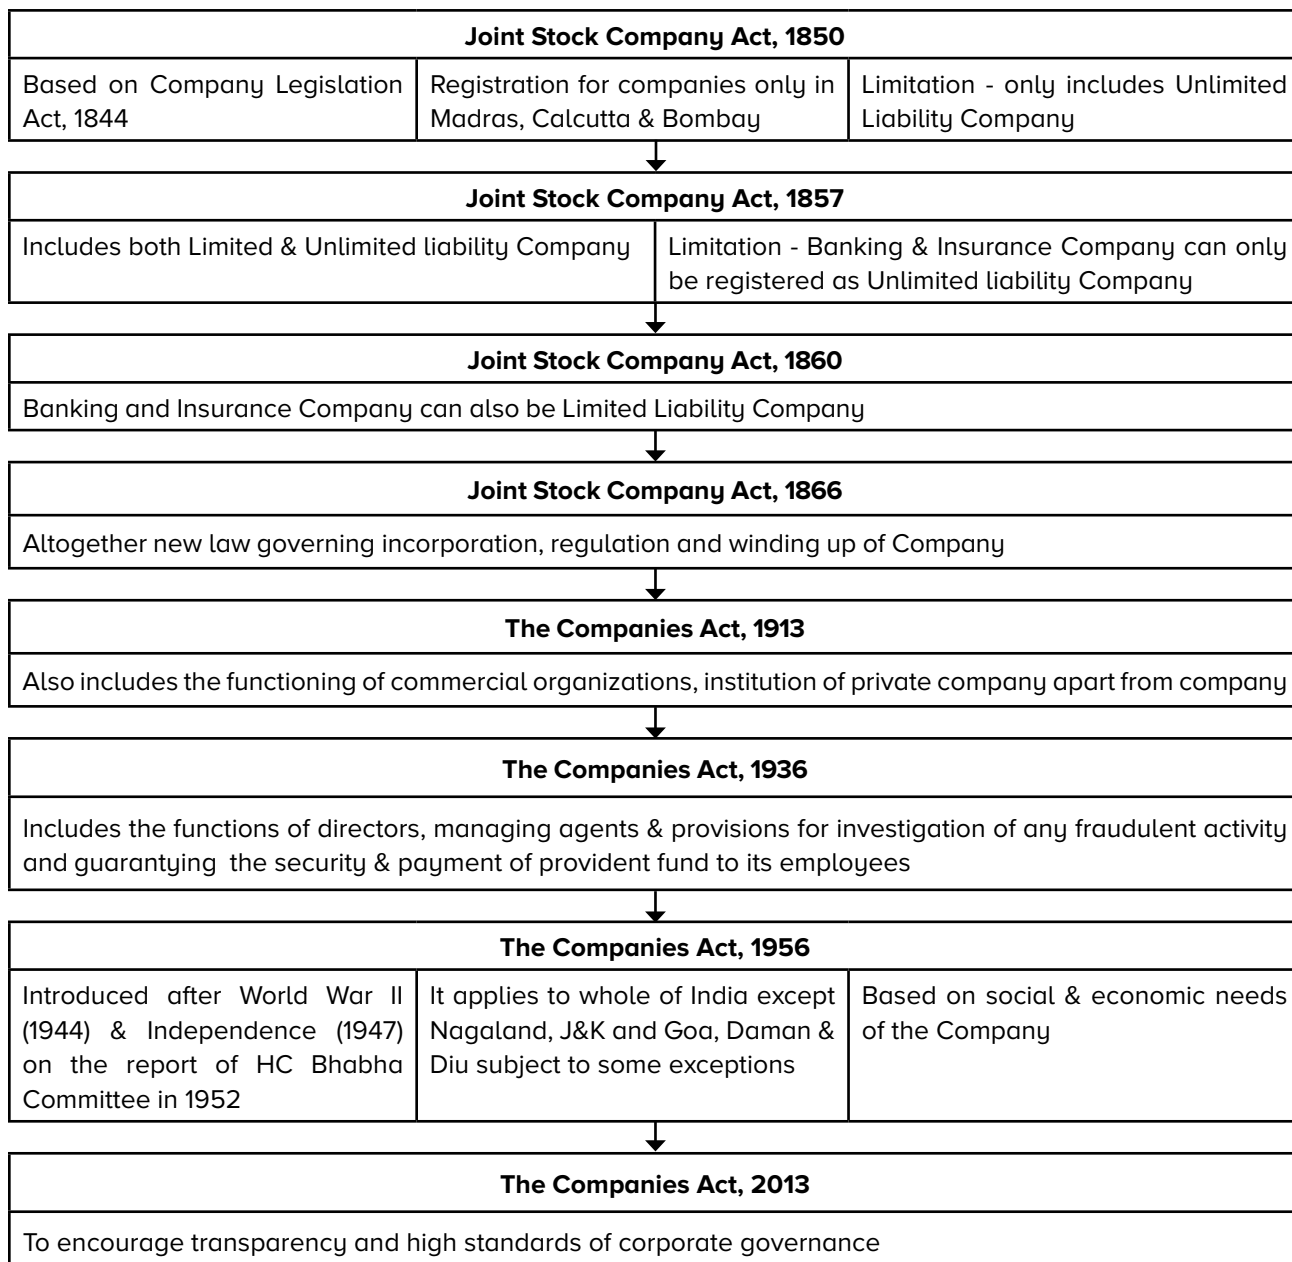 Joint Stock Company Act, 1850
Based on Company Legislation
Act, 1844
Registration for companies only in
Madras, Calcutta & Bombay
Limitation - only includes Unlimited
Liability Company
Joint Stock Company Act, 1857
Includes both Limited & Unlimited liability Company
Limitation - Banking & Insurance Company can only
be registered as Unlimited liability Company
Joint Stock Company Act, 1860
Banking and Insurance Company can also be Limited Liability Company
Joint Stock Company Act, 1866
Altogether new law governing incorporation, regulation and winding up of Company
The Companies Act, 1913
Also includes the functioning of commercial organizations, institution of private company apart from company
The Companies Act, 1936
Includes the functions of directors, managing agents & provisions for investigation of any fraudulent activity
and guarantying the security & payment of provident fund to its employees
The Companies Act, 1956
Introduced after World War II
(1944) & Independence (1947)
on the report of HC Bhabha
Committee in 1952
It applies to whole of India except
Nagaland, J&K and Goa, Daman &
Diu subject to some exceptions
Based on social & economic needs
of the Company
The Companies Act, 2013
To encourage transparency and high standards of corporate governance